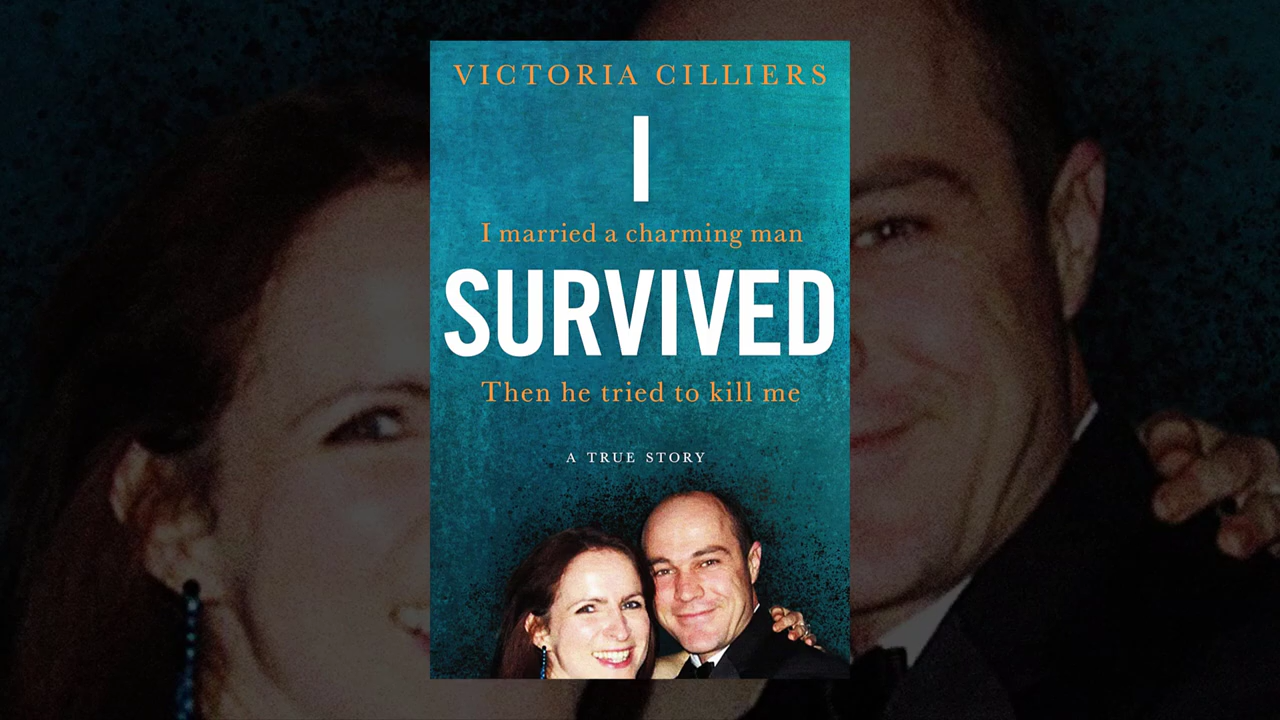 VICTORIA CILLIERS
I
I married a charming man
SURVIVED
Then he tried to kill me
A TRUE STORY